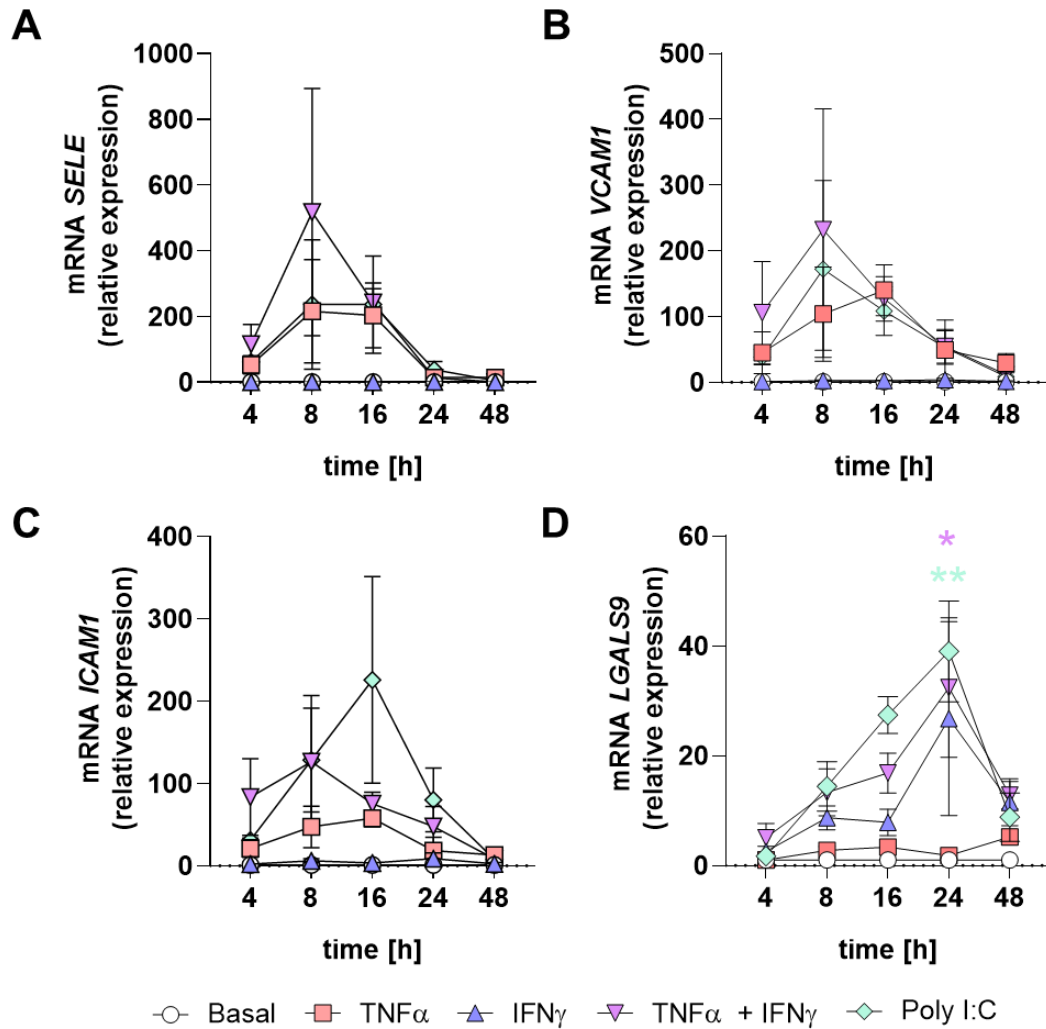 A
mRNA SELE
(relative expression)
1000
800
600
400
200
0
4 8 16 24 48
time [h]
B
mRNA VCAM1
(relative expression)
500
400
300
200
100
0
4 8 16 24 48
time [h]
C
mRNA ICAM1
(relative expression)
400
300
200
100
0
4 8 16 24 48
time [h]
D
mRNA LGALS9
(relative expression)
60
40
20
0
*
**
4 8 16 24 48
time [h]
Basal TNFα IFNγ TNFα + IFNγ Poly I:C